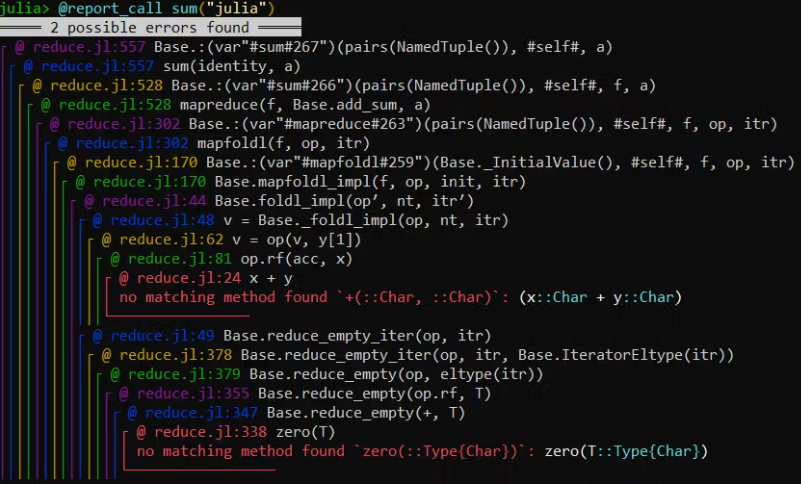 julia> @report_call sum("julia")
═════ 2 possible errors found ═════
┌ @ reduce.jl:557 Base.:(var"#sum#267")(pairs(NamedTuple()), #self#, a)
│┌ @ reduce.jl:557 sum(identity, a)
││┌ @ reduce.jl:528 Base.:(var"#sum#266")(pairs(NamedTuple()), #self#, f, a)
│││┌ @ reduce.jl:528 mapreduce(f, Base.add_sum, a)
││││┌ @ reduce.jl:302 Base.:(var"#mapreduce#263")(pairs(NamedTuple()), #self#, f, op, itr)
│││││┌ @ reduce.jl:302 mapfoldl(f, op, itr)
││││││┌ @ reduce.jl:170 Base.:(var"#mapfoldl#259")(Base._InitialValue(), #self#, f, op, itr)
│││││││┌ @ reduce.jl:170 Base.mapfoldl_impl(f, op, init, itr)
││││││││┌ @ reduce.jl:44 Base.foldl_impl(op′, nt, itr′)
│││││││││┌ @ reduce.jl:48 v = Base._foldl_impl(op, nt, itr)
││││││││││┌ @ reduce.jl:62 v = op(v, y[1])
│││││││││││┌ @ reduce.jl:81 op.rf(acc, x)
││││││││││││┌ @ reduce.jl:24 x + y
│││││││││││││ no matching method found `+(::Char, ::Char)`: (x::Char + y::Char)
││││││││││││└────────────────
│││││││││┌ @ reduce.jl:49 Base.reduce_empty_iter(op, itr)
││││││││││┌ @ reduce.jl:378 Base.reduce_empty_iter(op, itr, Base.IteratorEltype(itr))
│││││││││││┌ @ reduce.jl:379 Base.reduce_empty(op, eltype(itr))
││││││││││││┌ @ reduce.jl:355 Base.reduce_empty(op.rf, T)
│││││││││││││┌ @ reduce.jl:347 Base.reduce_empty(+, T)
││││││││││││││┌ @ reduce.jl:338 zero(T)
│││││││││││││││ no matching method found `zero(::Type{Char})`: zero(T::Type{Char})
││││││││││││││└─────────────────